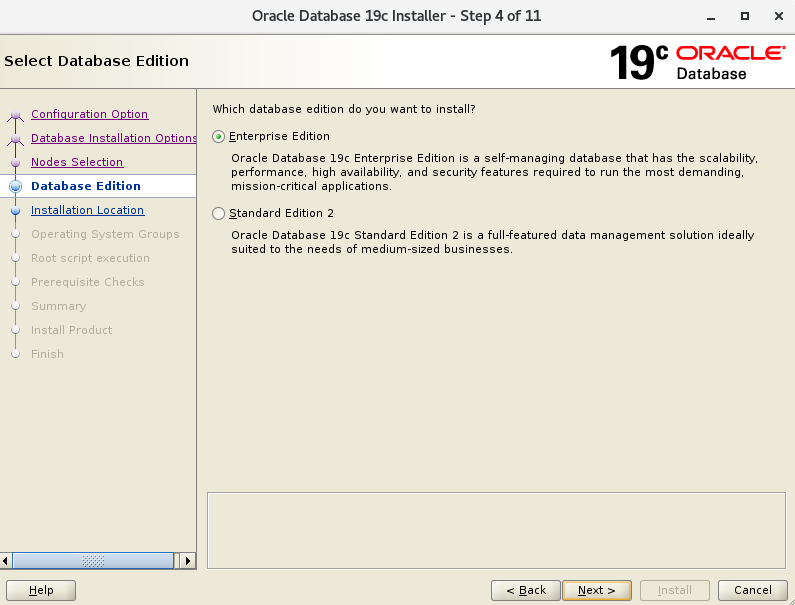 Oracle Database 19c Installer - Step 4 of 11
Select Database Edition
19c ORACLE
Database
Configuration Option
Database Installation Options
Nodes Selection
Database Edition
Installation Location
Operating System Groups
Root script execution
Prerequisite Checks
Summary
Install Product
Finish
Which database edition do you want to install?
Enterprise Edition
Oracle Database 19c Enterprise Edition is a self-managing database that has the scalability,
performance, high availability, and security features required to run the most demanding,
mission-critical applications.
Standard Edition 2
Oracle Database 19c Standard Edition 2 is a full-featured data management solution ideally
suited to the needs of medium-sized businesses.
Help
< Back
Next >
Install
Cancel